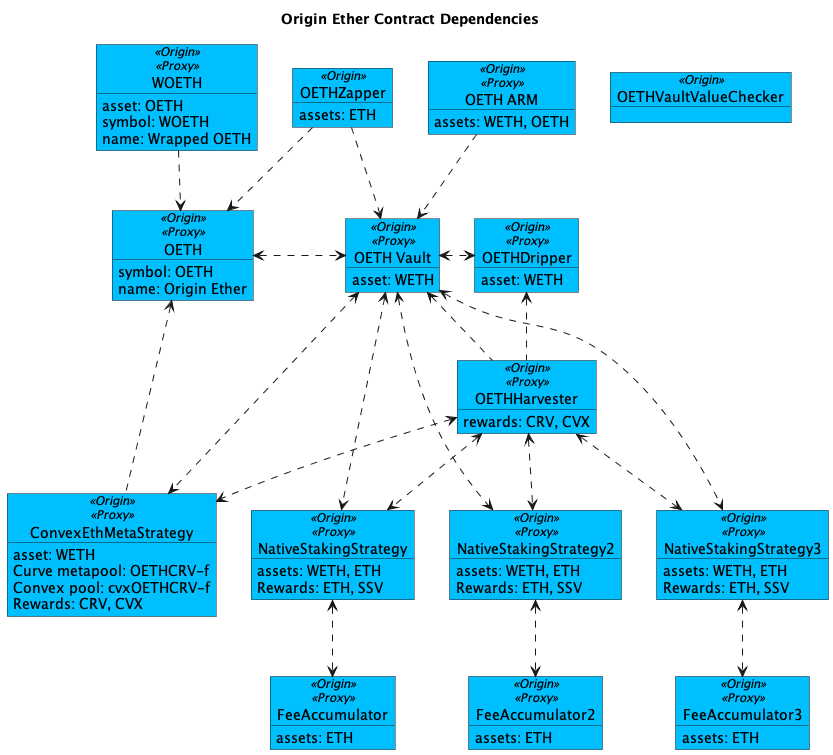 Origin Ether Contract Dependencies
«Origin»
«Proxy»
WOETH
asset: OETH
symbol: WOETH
name: Wrapped OETH
«Origin»
OETHZapper
assets: ETH
«Origin»
«Proxy»
OETH ARM
assets: WETH, OETH
«Origin»
OETHVaultValueChecker
«Origin»
«Proxy»
OETH
symbol: OETH
name: Origin Ether
«Origin»
«Proxy»
OETH Vault
asset: WETH
«Origin»
«Proxy»
OETHDripper
asset: WETH
«Origin»
«Proxy»
OETHHarvester
rewards: CRV, CVX
«Origin»
«Proxy»
ConvexEthMetaStrategy
asset: WETH
Curve metapool: OETHCRV-f
Convex pool: cvxOETHCRV-f
Rewards: CRV, CVX
«Origin»
«Proxy»
NativeStakingStrategy
assets: WETH, ETH
Rewards: ETH, SSV
«Origin»
«Proxy»
NativeStakingStrategy2
assets: WETH, ETH
Rewards: ETH, SSV
«Origin»
«Proxy»
NativeStakingStrategy3
assets: WETH, ETH
Rewards: ETH, SSV
«Origin»
«Proxy»
FeeAccumulator
assets: ETH
«Origin»
«Proxy»
FeeAccumulator2
assets: ETH
«Origin»
«Proxy»
FeeAccumulator3
assets: ETH